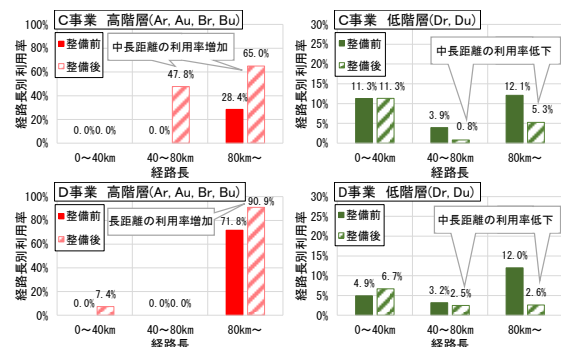 C事業 高階層(Ar, Au, Br, Bu)
経路長別利用率
100%
80%
60%
40%
20%
0%
整備前
整備後
中長距離の利用率増加
0.0%
0.0%
0.0%
47.8%
28.4%
65.0%
0～40km
40～80km
80km～
経路長
C事業 低階層(Dr, Du)
経路長別利用率
30%
25%
20%
15%
10%
5%
0%
整備前
整備後
中長距離の利用率低下
11.3%
11.3%
3.9%
0.8%
12.1%
5.3%
0～40km
40～80km
80km～
経路長
D事業 高階層(Ar, Au, Br, Bu)
経路長別利用率
100%
80%
60%
40%
20%
0%
整備前
整備後
長距離の利用率増加
0.0%
7.4%
0.0%
0.0%
71.8%
90.9%
0～40km
40～80km
80km～
経路長
D事業 低階層(Dr, Du)
経路長別利用率
30%
25%
20%
15%
10%
5%
0%
整備前
整備後
中長距離の利用率低下
4.9%
6.7%
3.2%
2.5%
12.0%
2.6%
0～40km
40～80km
80km～
経路長